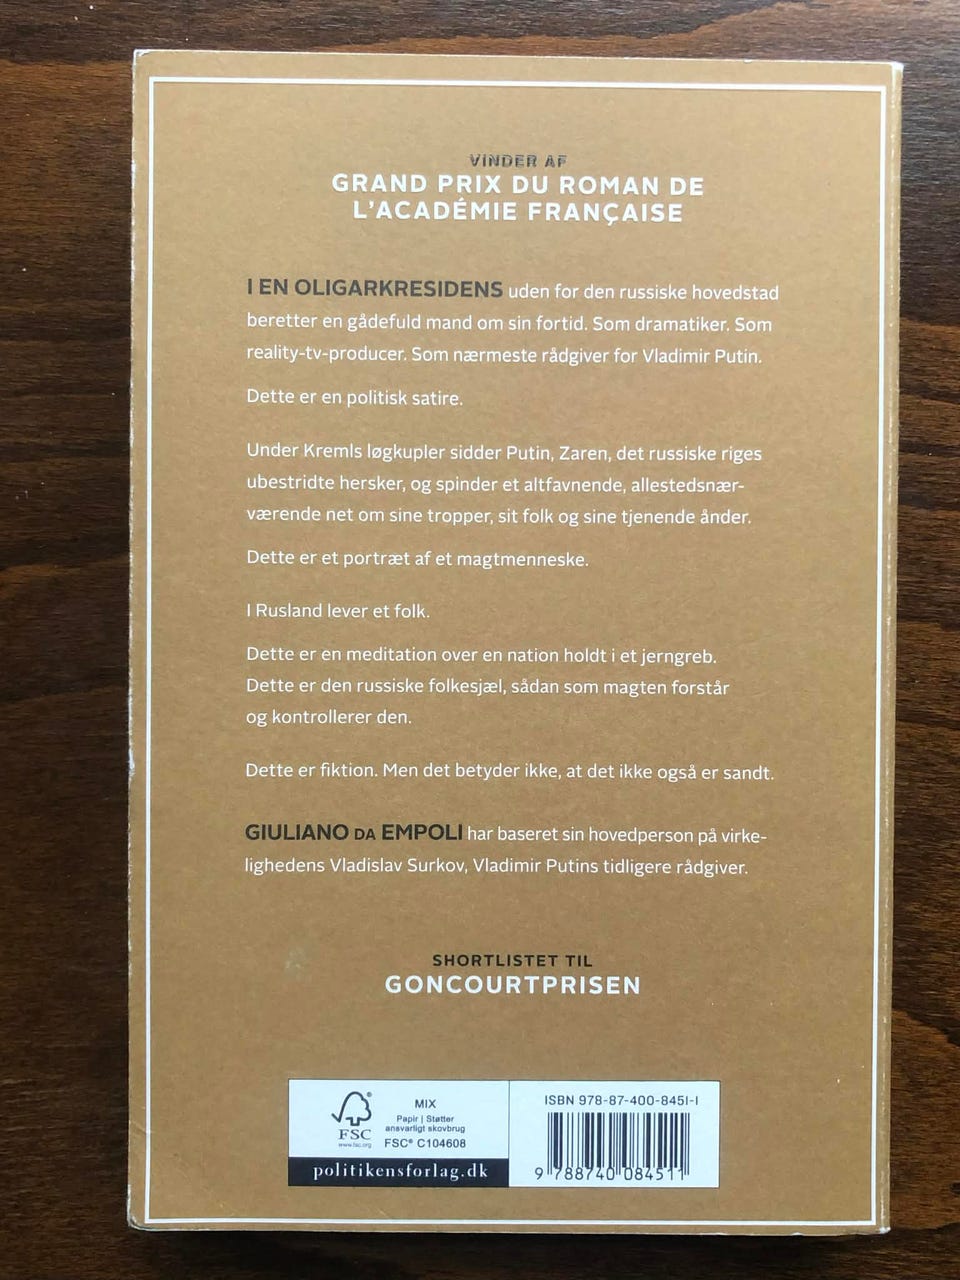 VINDER AF
GRAND PRIX DU ROMAN DE
L'ACADÉMIE FRANÇAISE
I EN OLIGARKRESIDENS uden for den russiske hovedstad
beretter en gådefuld mand om sin fortid. Som dramatiker. Som
reality-tv-producer. Som nærmeste rådgiver for Vladimir Putin.
Dette er en politisk satire.
Under Kremls løgkupler sidder Putin, Zaren, det russiske riges
ubestridte hersker, og spinder et altfavnende, allestedsnær-
værende net om sine tropper, sit folk og sine tjenende ånder.
Dette er et portræt af et magtmenneske.
I Rusland lever et folk.
Dette er en meditation over en nation holdt i et jerngreb.
Dette er den russiske folkesjæl, sådan som magten forstår
og kontrollerer den.
Dette er fiktion. Men det betyder ikke, at det ikke også er sandt.
GIULIANO DA EMPOLI har baseret sin hovedperson på virke-
lighedens Vladislav Surkov, Vladimir Putins tidligere rådgiver.
SHORTLISTET TIL
GONCOURTPRISEN
FSC
www.fsc.org
MIX
Papir | Støtter
ansvarligt skovbrug
FSC® C104608
politikensforlag.dk
ISBN 978-87-400-8451-1
9 788740 084511